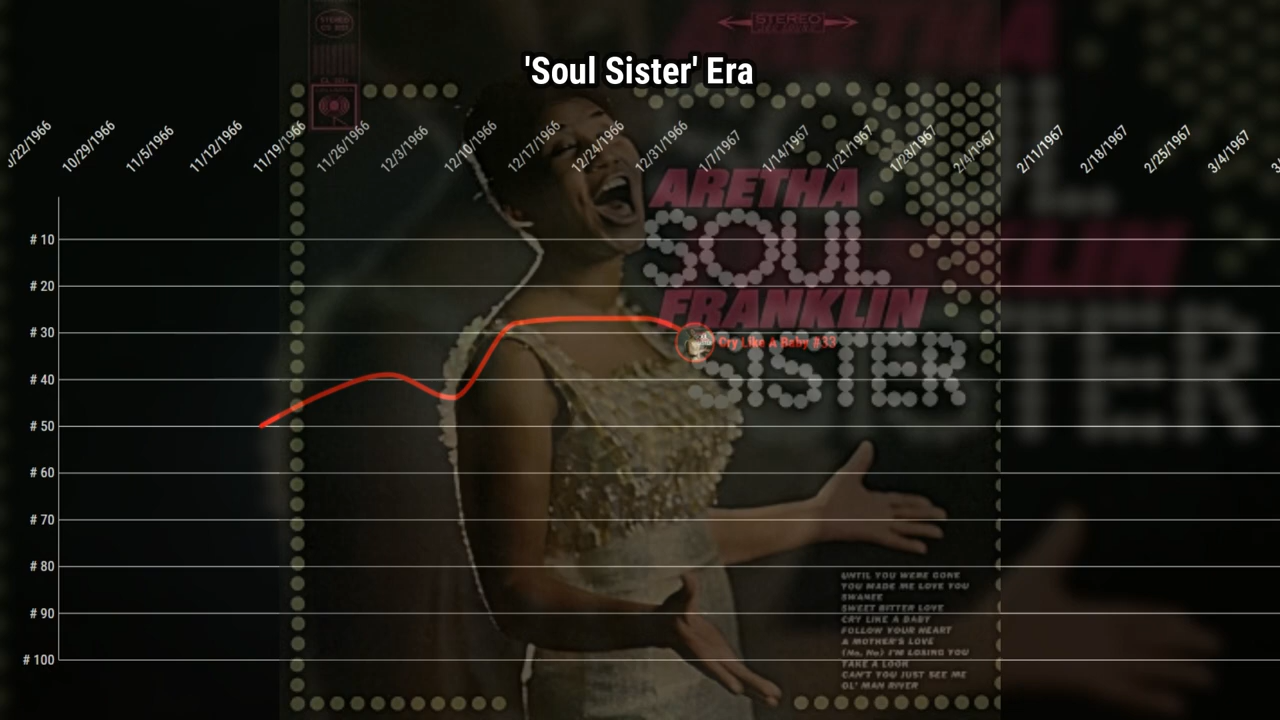 STEREO
STEREO
'Soul Sister' Era
10/29/1966
11/5/1966
11/12/1966
11/19/1966
11/26/1966
12/3/1966
12/10/1966
12/17/1966
12/24/1966
12/31/1966
1/7/1967
1/14/1967
1/21/1967
1/28/1967
2/4/1967
2/11/1967
2/18/1967
2/25/1967
3/4/1967
ARETHA
SOUL
FRANKLIN
SISTER
# 10
# 20
# 30
Cry Like A Baby #33
# 40
# 50
# 60
# 70
# 80
# 90
# 100
UNTIL YOU WERE GONE
YOU MADE ME LOVE YOU
SWANEE
SWEET BITTER LOVE
CRY LIKE A BABY
FOLLOW YOUR HEART
A MOTHER'S LOVE
(No, No) I'M LOSING YOU
TAKE A LOOK
CAN'T YOU JUST SEE ME
OL' MAN RIVER